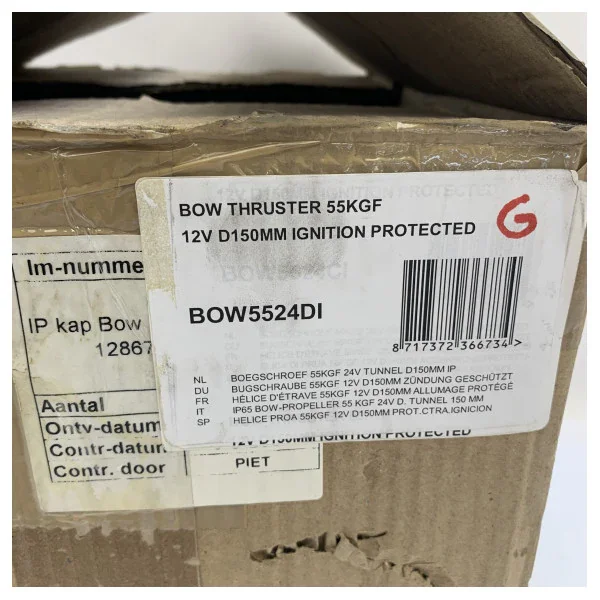 BOW THRUSTER 55KGF
12V D150MM IGNITION PROTECTED
G
BOW5524DI
8 717372 366734 >
NL BOEGSCHROEF 55KGF 24V TUNNEL D150MM IP
DU BUGSCHRAUBE 55KGF 12V D150MM ZÜNDUNG GESCHÜTZT
FR HÉLICE D'ÉTRAVE 55KGF 12V D150MM ALLUMAGE PROTÉGÉ
IT IP65 BOW-PROPELLER 55 KGF 24V D. TUNNEL 150 MM
SP HELICE PROA 55KGF 12V D150MM PROT.CTRA.IGNICION
Im-numme
IP kap Bow
12867
Aantal
Ontv-datum
Contr-datum
Contr. door
12V D150MM IGNITION PROTECTED
PIET